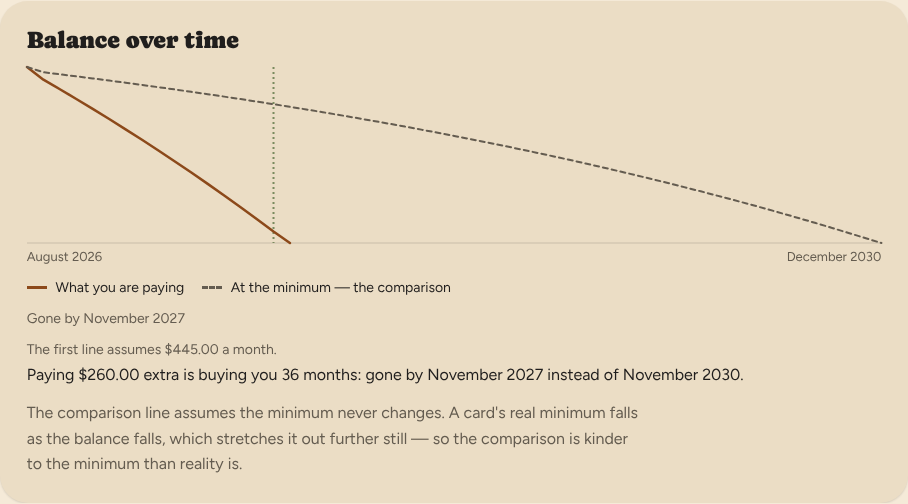 Balance over time
August 2026
December 2030
What you are paying
At the minimum — the comparison
Gone by November 2027
The first line assumes $445.00 a month.
Paying $260.00 extra is buying you 36 months: gone by November 2027 instead of November 2030.
The comparison line assumes the minimum never changes. A card's real minimum falls
as the balance falls, which stretches it out further still — so the comparison is kinder
to the minimum than reality is.